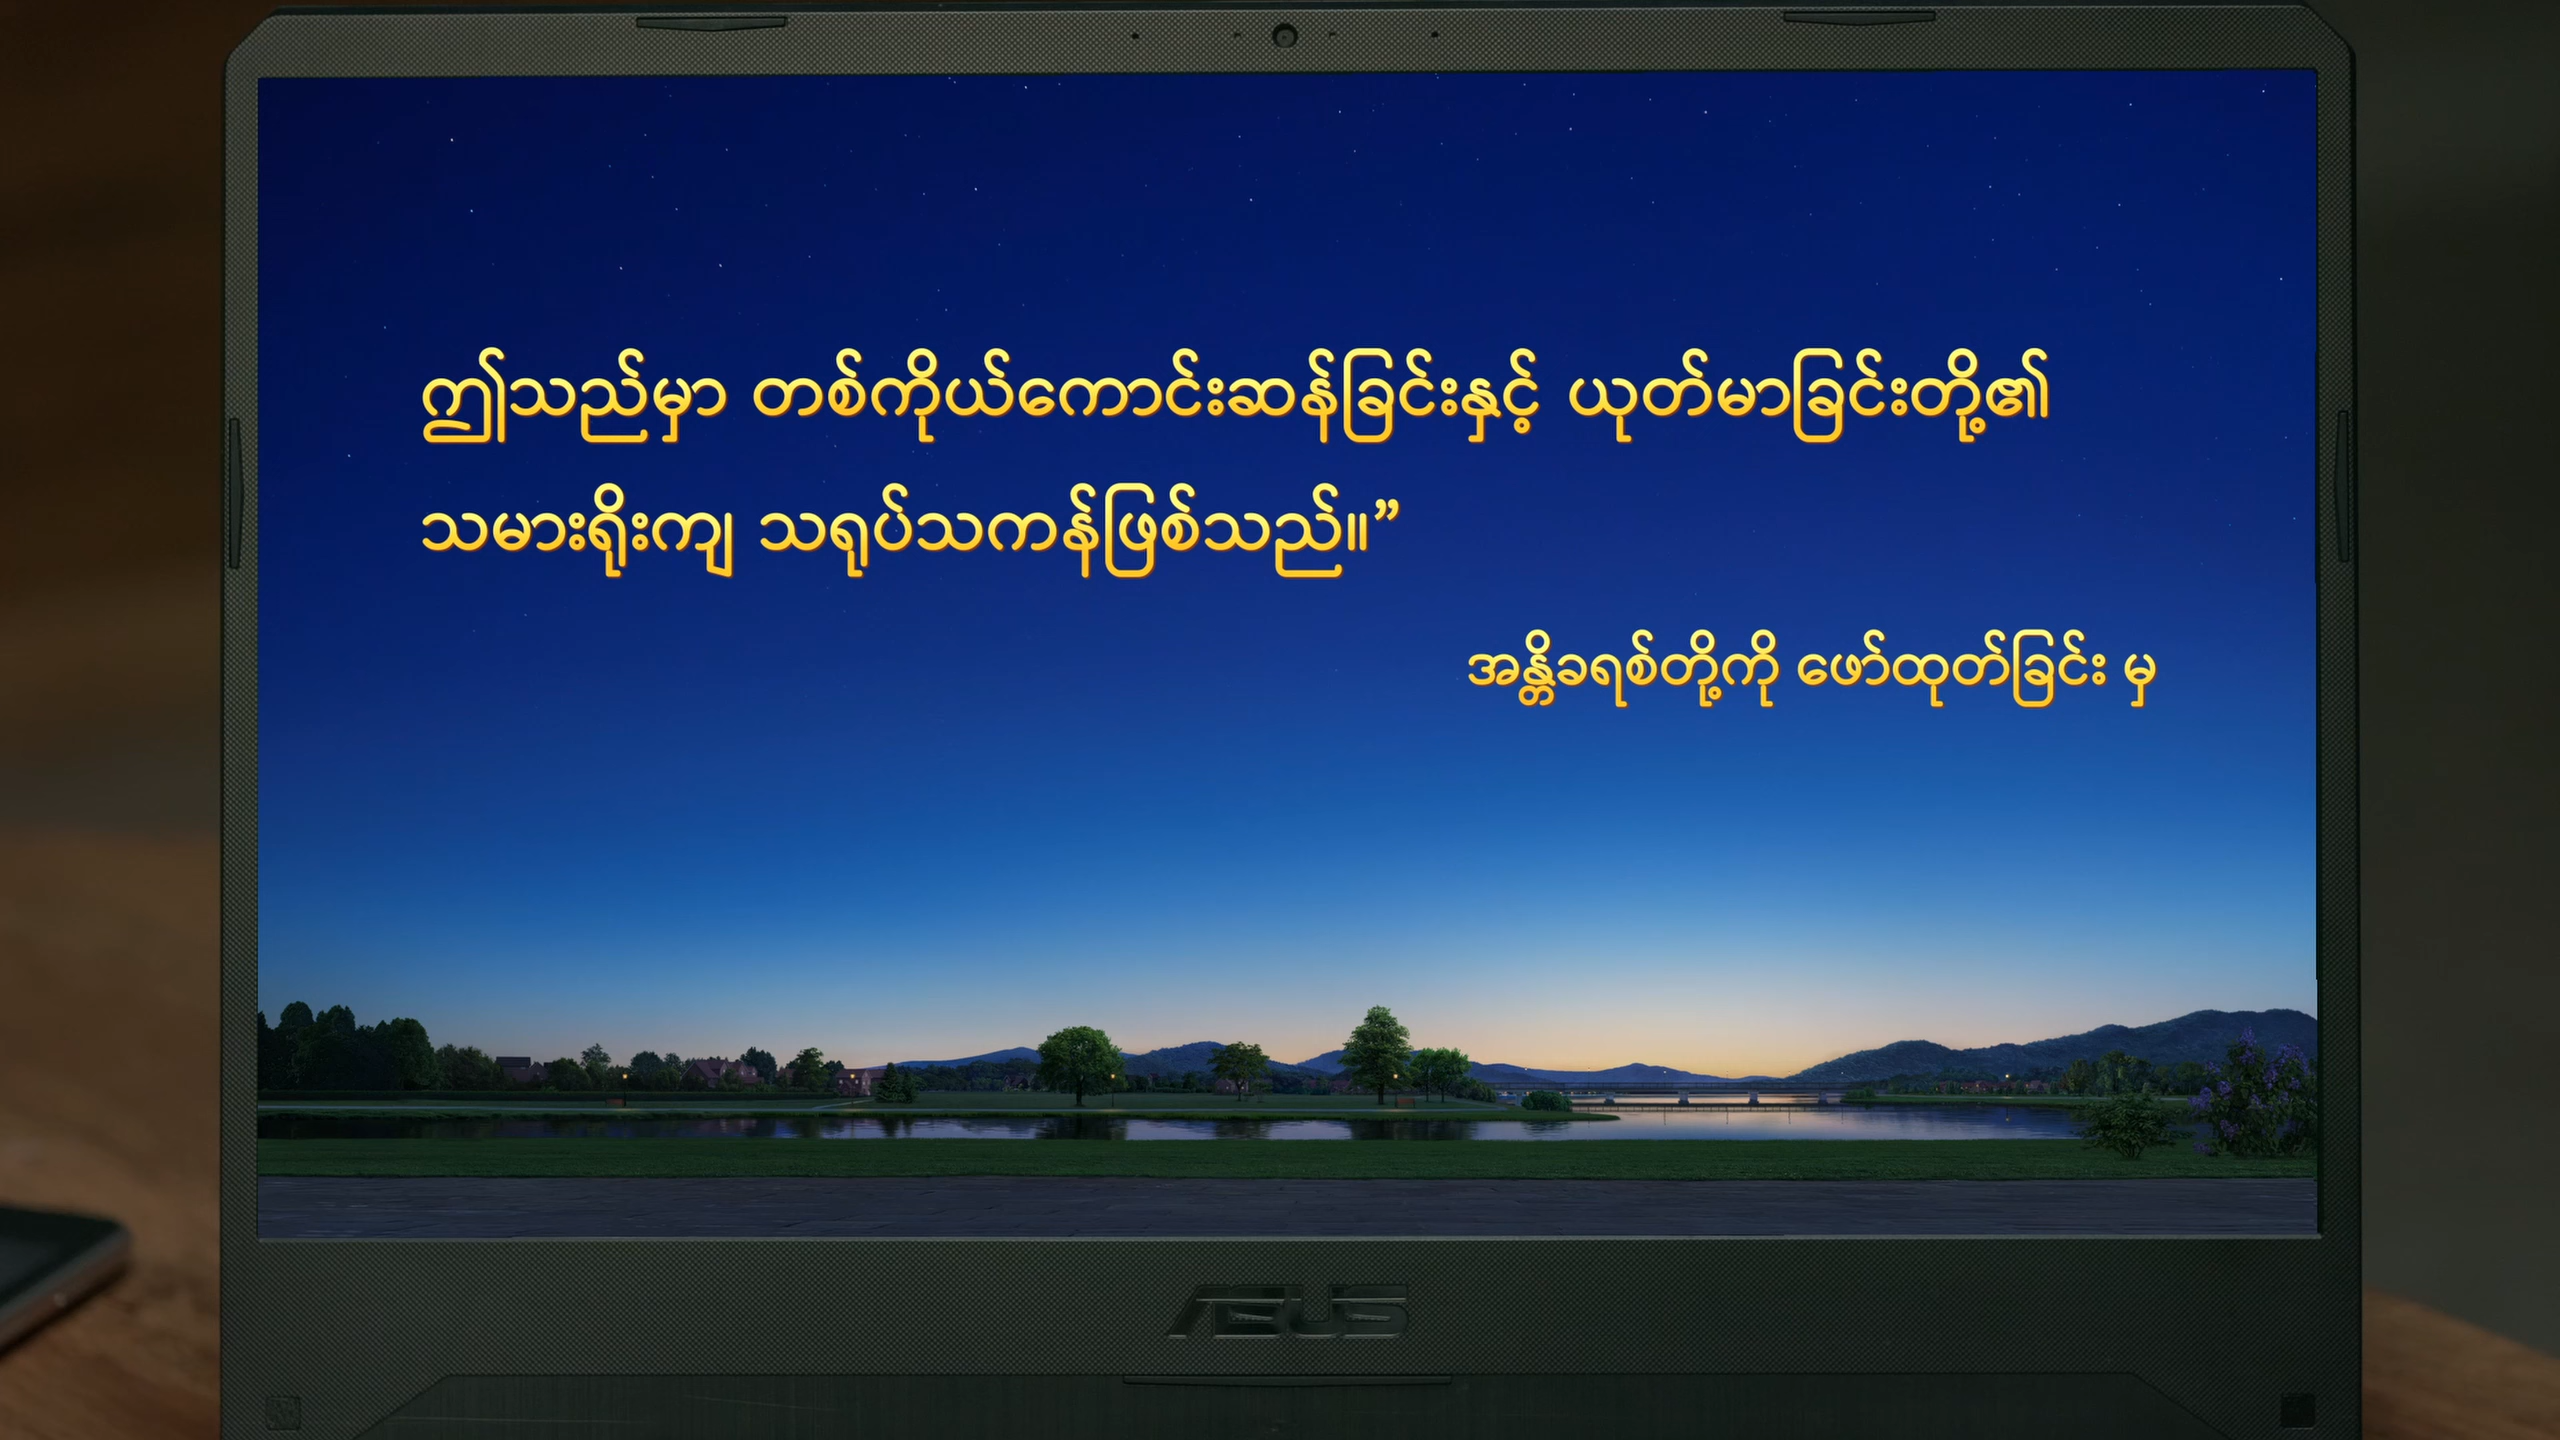 ဤသည်မှာ တစ်ကိုယ်ကောင်းဆန်ခြင်းနှင့် ယုတ်မာခြင်းတို့၏
သမားရိုးကျ သရုပ်သကန်ဖြစ်သည်။”
အန္တိခရစ်တို့ကို ဖော်ထုတ်ခြင်း မှ
ASUS